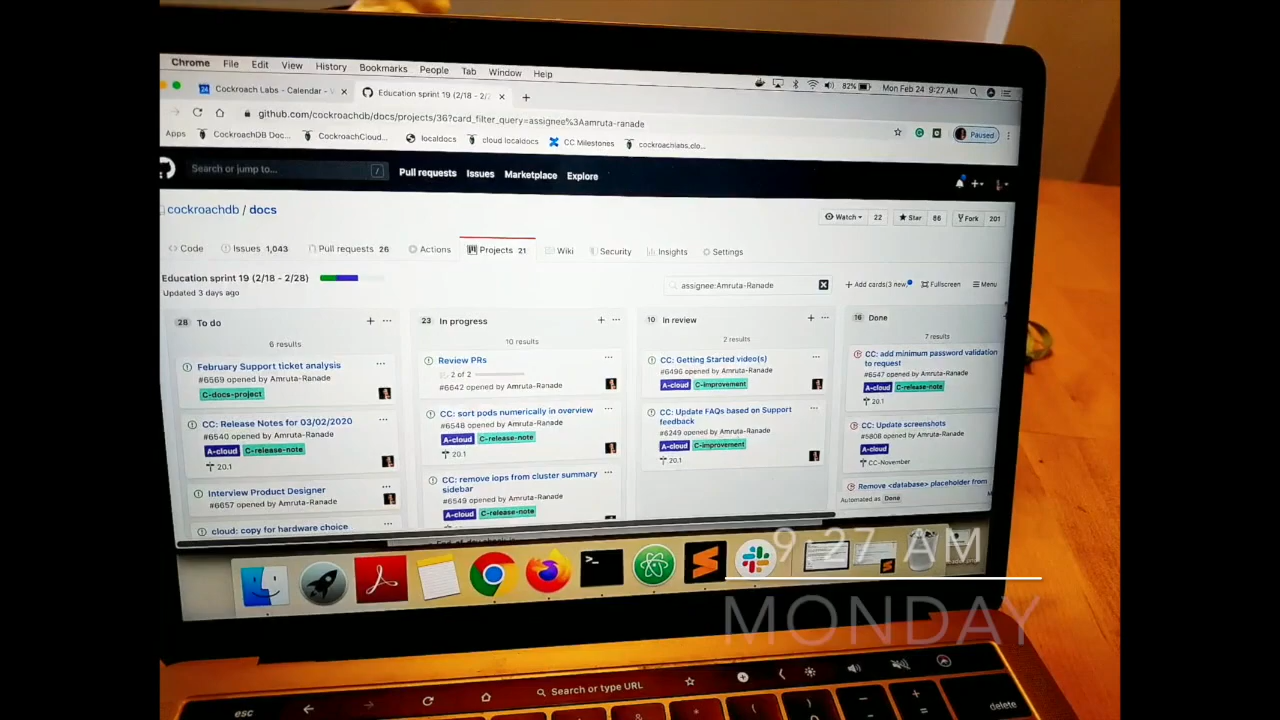 Chrome File Edit View History Bookmarks People Tab Window Help
82% Mon Feb 24 9:27 AM
Cockroach Labs - Calendar -
Education sprint 19 (2/18 - 2/
github.com/cockroachdb/docs/projects/36?card_filter_query=assignee%3Aamruta-ranade
Paused
Apps CockroachDB Doc... CockroachCloud... localdocs cloud localdocs CC Milestones cockroachlabs.clo...
Search or jump to... /
Pull requests Issues Marketplace Explore
cockroachdb / docs
Watch 22 Star 86 Fork 201
Code Issues 1,043 Pull requests 26 Actions Projects 21 Wiki Security Insights Settings
Education sprint 19 (2/18 - 2/28)
Updated 3 days ago
assignee:Amruta-Ranade
+ Add cards(3 new) Fullscreen Menu
28 To do
6 results
February Support ticket analysis
#6569 opened by Amruta-Ranade
C-docs-project
CC: Release Notes for 03/02/2020
#6540 opened by Amruta-Ranade
A-cloud C-release-note
20.1
Interview Product Designer
#6657 opened by Amruta-Ranade
cloud: copy for hardware choice
23 In progress
10 results
Review PRs
2 of 2
#6642 opened by Amruta-Ranade
CC: sort pods numerically in overview
#6548 opened by Amruta-Ranade
A-cloud C-release-note
20.1
CC: remove iops from cluster summary
sidebar
#6549 opened by Amruta-Ranade
A-cloud C-release-note
10 In review
2 results
CC: Getting Started video(s)
#6496 opened by Amruta-Ranade
A-cloud C-improvement
CC: Update FAQs based on Support
feedback
#6249 opened by Amruta-Ranade
A-cloud C-improvement
20.1
16 Done
7 results
CC: add minimum password validation
to request
#6547 opened by Amruta-Ranade
A-cloud C-release-note
20.1
CC: Update screenshots
#5808 opened by Amruta-Ranade
A-cloud
CC-November
Remove <database> placeholder from
Automated as Done
9:27 AM
MONDAY
Search or type URL
esc
delete